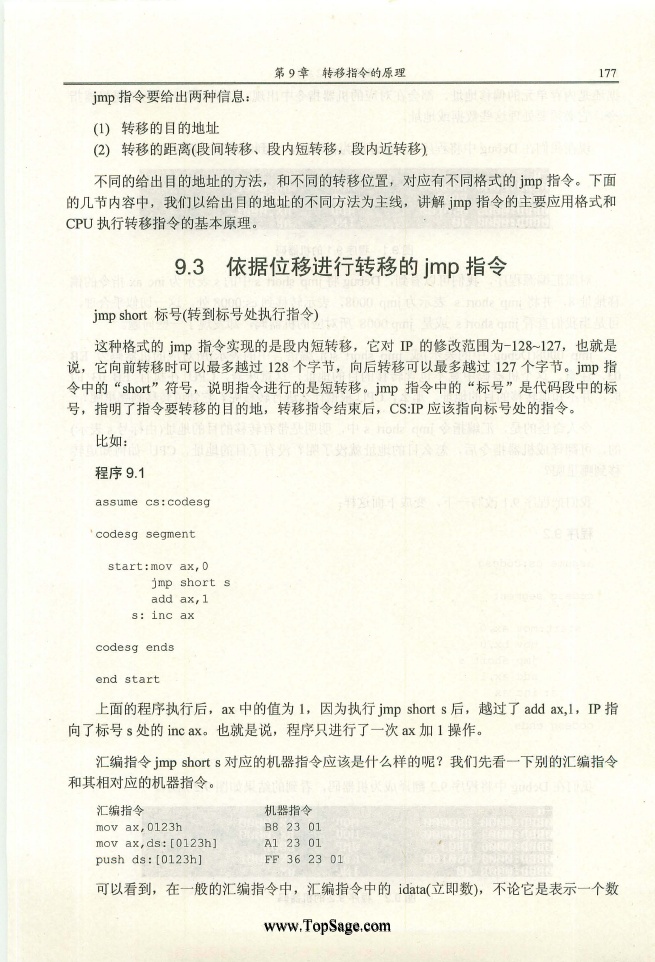 第 9 章 转移指令的原理 177
jmp 指令要给出两种信息：
(1) 转移的目的地址
(2) 转移的距离(段间转移、段内短转移，段内近转移)
不同的给出目的地址的方法，和不同的转移位置，对应有不同格式的 jmp 指令。下面
的几节内容中，我们以给出目的地址的不同方法为主线，讲解 jmp 指令的主要应用格式和
CPU 执行转移指令的基本原理。
9.3 依据位移进行转移的 jmp 指令
jmp short 标号(转到标号处执行指令)
这种格式的 jmp 指令实现的是段内短转移，它对 IP 的修改范围为-128~127，也就是
说，它向前转移时可以最多越过 128 个字节，向后转移可以最多越过 127 个字节。jmp 指
令中的“short”符号，说明指令进行的是短转移。jmp 指令中的“标号”是代码段中的标
号，指明了指令要转移的目的地，转移指令结束后，CS:IP 应该指向标号处的指令。
比如：
程序 9.1
assume cs:codesg
codesg segment
start:mov ax,0
jmp short s
add ax,1
s: inc ax
codesg ends
end start
上面的程序执行后，ax 中的值为 1，因为执行 jmp short s 后，越过了 add ax,1，IP 指
向了标号 s 处的 inc ax。也就是说，程序只进行了一次 ax 加 1 操作。
汇编指令 jmp short s 对应的机器指令应该是什么样的呢？我们先看一下别的汇编指令
和其相对应的机器指令。
汇编指令 机器指令
mov ax,0123h B8 23 01
mov ax,ds:[0123h] A1 23 01
push ds:[0123h] FF 36 23 01
可以看到，在一般的汇编指令中，汇编指令中的 idata(立即数)，不论它是表示一个数
www.TopSage.com